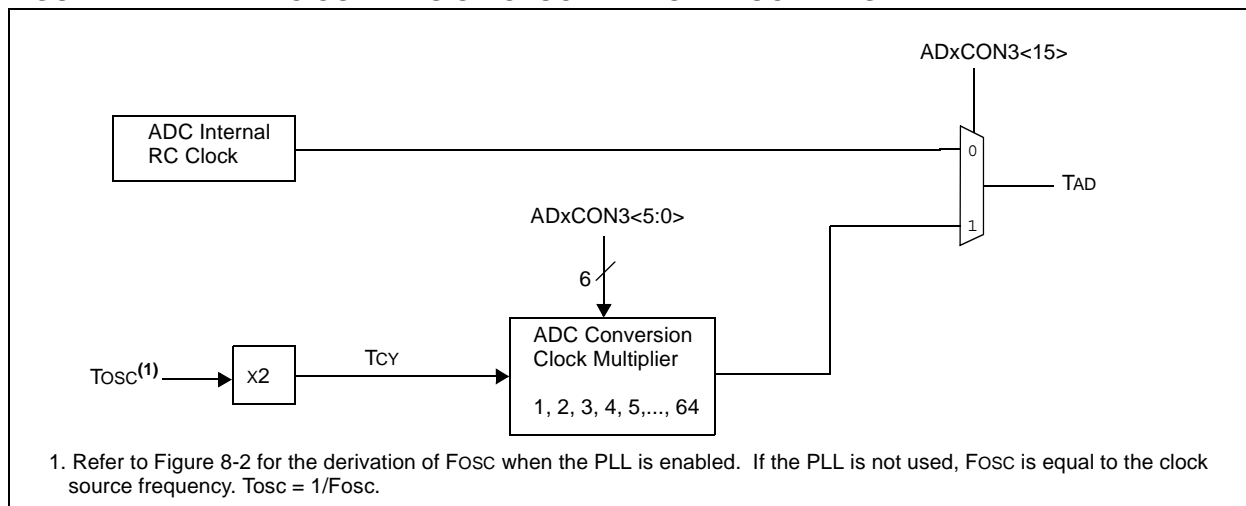 ADxCON3<15>
ADC Internal
RC Clock
0
TAD
ADxCON3<5:0>
1
6
ADC Conversion
Clock Multiplier
TOSC(1)
X2
TCY
1, 2, 3, 4, 5,..., 64
1. Refer to Figure 8-2 for the derivation of FOSC when the PLL is enabled. If the PLL is not used, FOSC is equal to the clock
source frequency. Tosc = 1/Fosc.